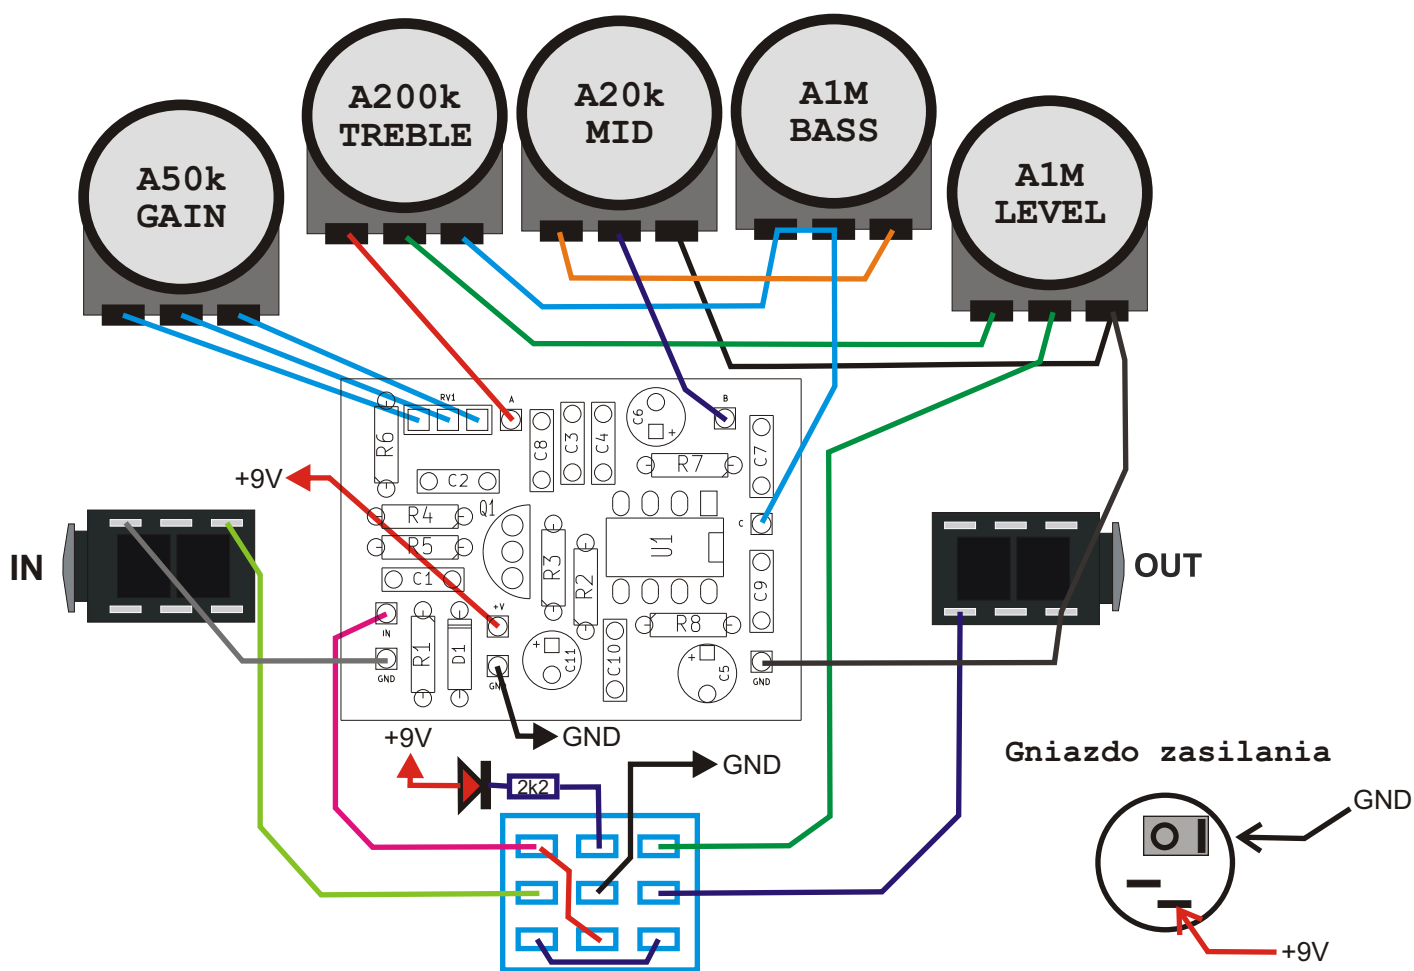 A50k
GAIN
A200k
TREBLE
A20k
MID
A1M
BASS
A1M
LEVEL
RV1
A
B
R6
C8
C3
C4
C6
+
C7
R7
C2
+9V
Q1
R4
R5
C1
R3
R2
U1
C
C9
IN
OUT
IN
GND
R1
D1
+V
GND
+
C11
C10
R8
+
C5
GND
GND
+9V
2k2
GND
Gniazdo zasilania
GND
+9V